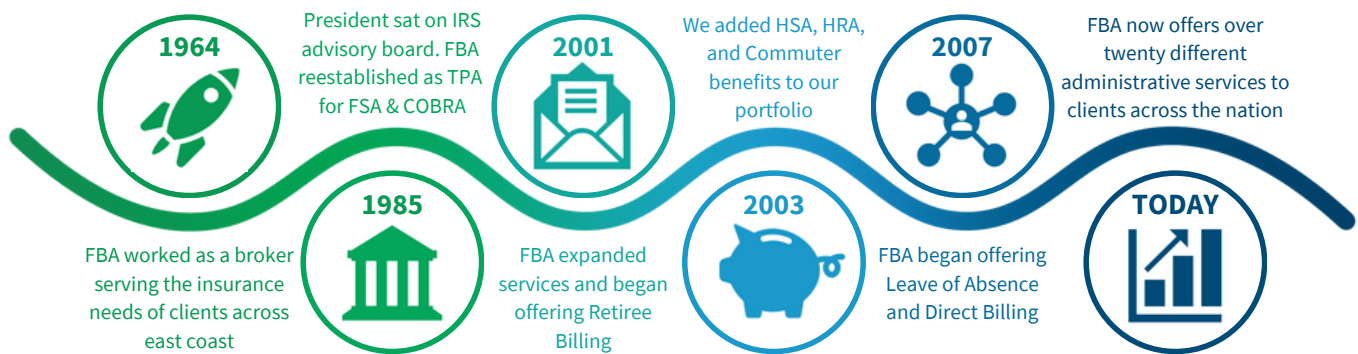 1964
FBA worked as a broker
serving the insurance
needs of clients across
east coast
President sat on IRS
advisory board. FBA
reestablished as TPA
for FSA & COBRA
1985
2001
FBA expanded
services and began
offering Retiree
Billing
We added HSA, HRA,
and Commuter
benefits to our
portfolio
2003
2007
FBA began offering
Leave of Absence
and Direct Billing
FBA now offers over
twenty different
administrative services to
clients across the nation
TODAY